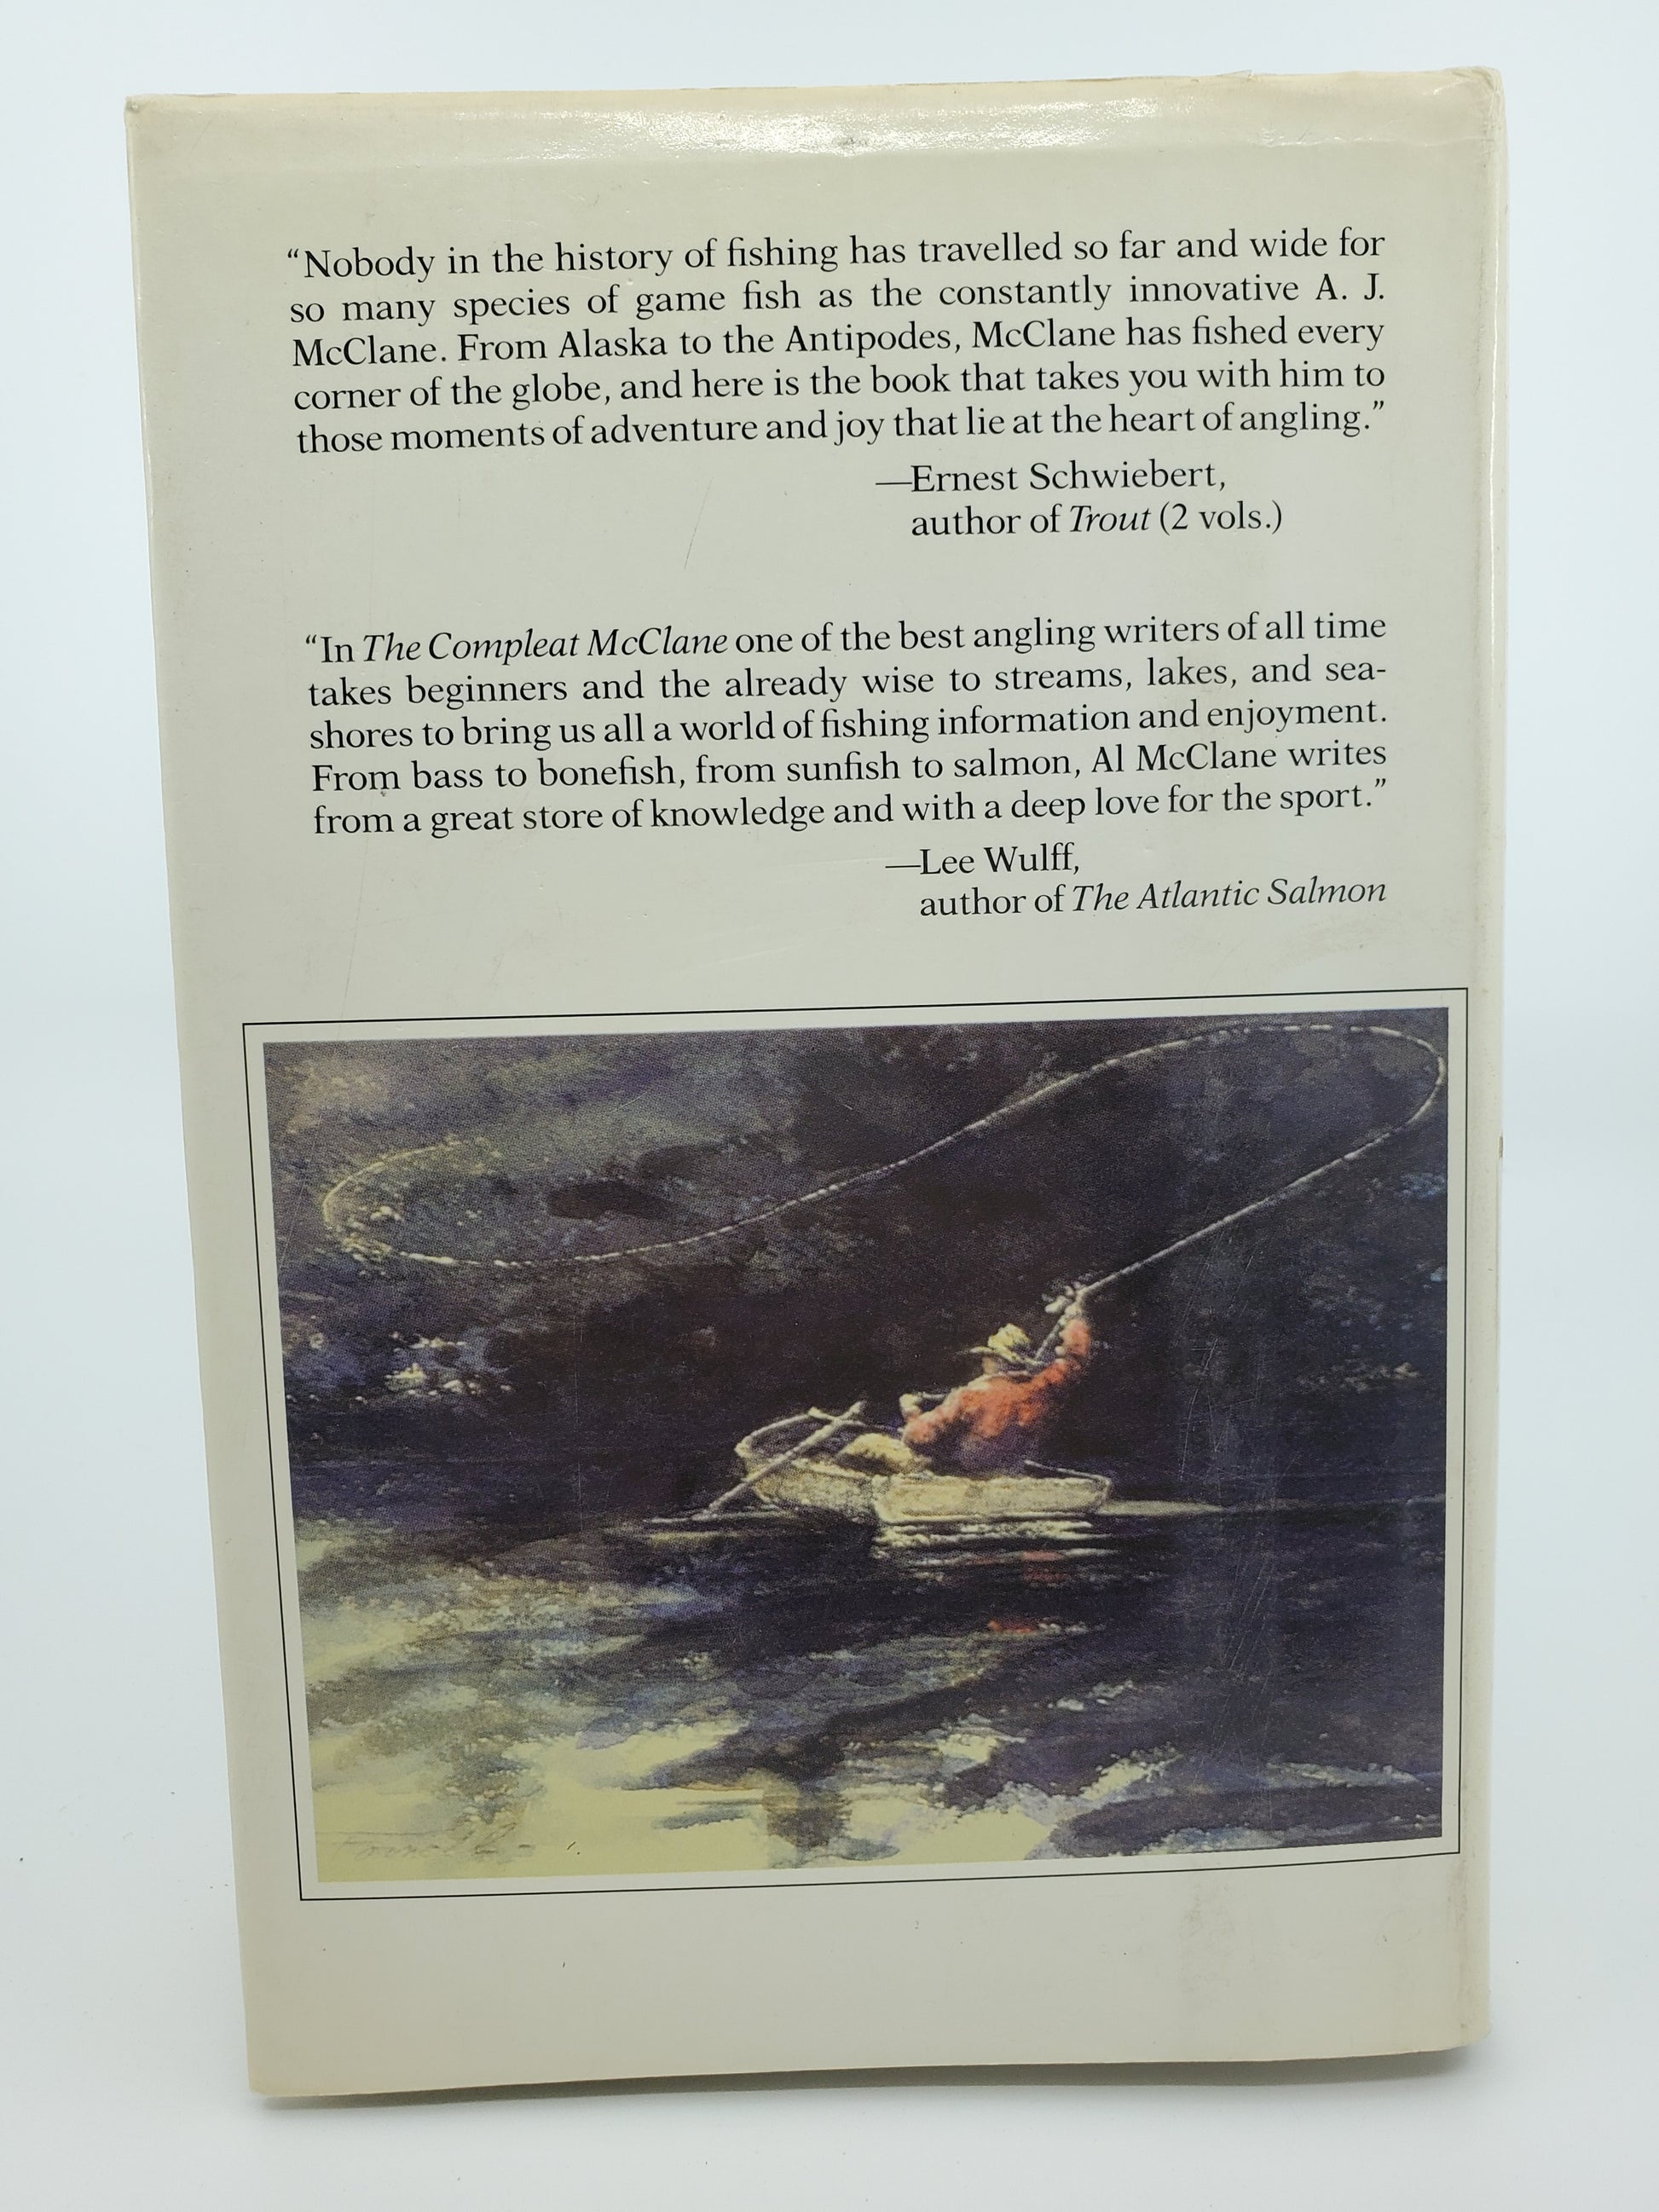 “Nobody in the history of fishing has travelled so far and wide for
so many species of game fish as the constantly innovative A. J.
McClane. From Alaska to the Antipodes, McClane has fished every
corner of the globe, and here is the book that takes you with him to
those moments of adventure and joy that lie at the heart of angling.”
—Ernest Schwiebert,
author of Trout (2 vols.)
“In The Compleat McClane one of the best angling writers of all time
takes beginners and the already wise to streams, lakes, and sea-
shores to bring us all a world of fishing information and enjoyment.
From bass to bonefish, from sunfish to salmon, Al McClane writes
from a great store of knowledge and with a deep love for the sport.”
—Lee Wulff,
author of The Atlantic Salmon